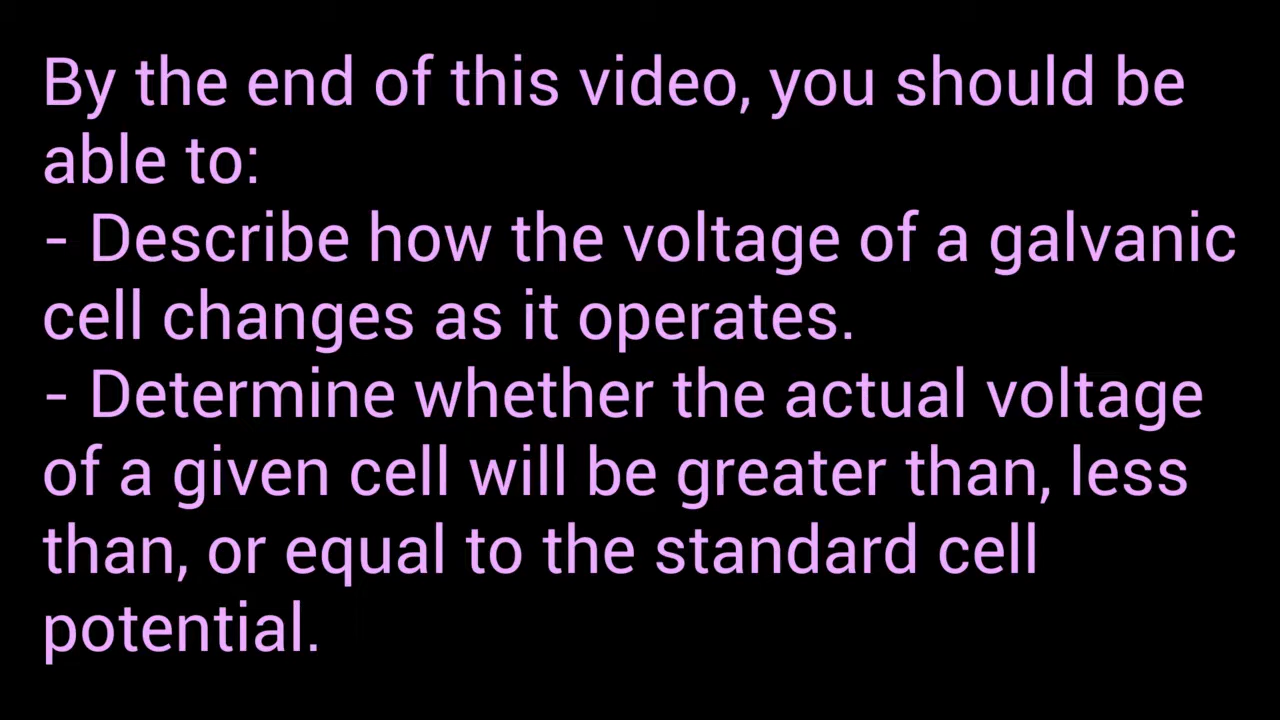 By the end of this video, you should be
able to:
- Describe how the voltage of a galvanic
cell changes as it operates.
- Determine whether the actual voltage
of a given cell will be greater than, less
than, or equal to the standard cell
potential.